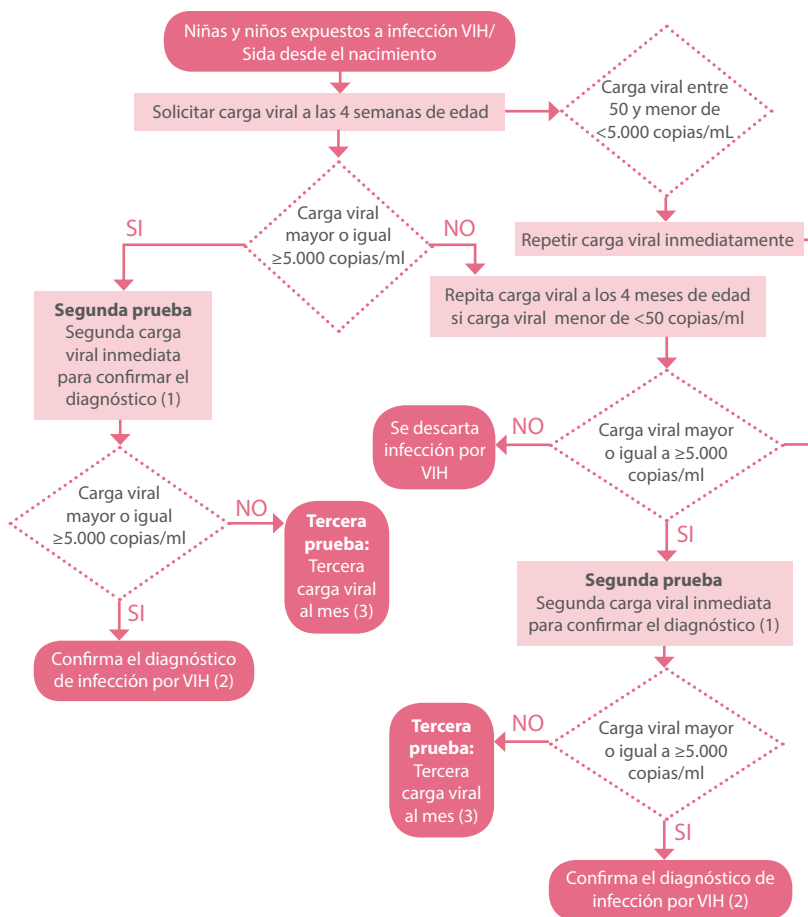 Niñas y niños expuestos a infección VIH/
Sida desde el nacimiento
Solicitar carga viral a las 4 semanas de edad
Carga viral entre
50 y menor de
<5.000 copias/mL
Repetir carga viral inmediatamente
Carga viral
mayor o igual
≥5.000 copias/ml
SI
NO
Segunda prueba
Segunda carga
viral inmediata
para confirmar el
diagnóstico (1)
Repita carga viral a los 4 meses de edad
si carga viral menor de <50 copias/ml
Carga viral
mayor o igual
≥5.000 copias/ml
NO
Tercera
prueba:
Tercera
carga viral
al mes (3)
SI
Confirma el diagnóstico
de infección por VIH (2)
Carga viral mayor
o igual a ≥5.000
copias/ml
NO
Se descarta
infección por
VIH
SI
Segunda prueba
Segunda carga viral inmediata
para confirmar el diagnóstico (1)
Carga viral mayor
o igual a ≥5.000
copias/ml
NO
Tercera
prueba:
Tercera
carga viral
al mes (3)
SI
Confirma el diagnóstico de
infección por VIH (2)